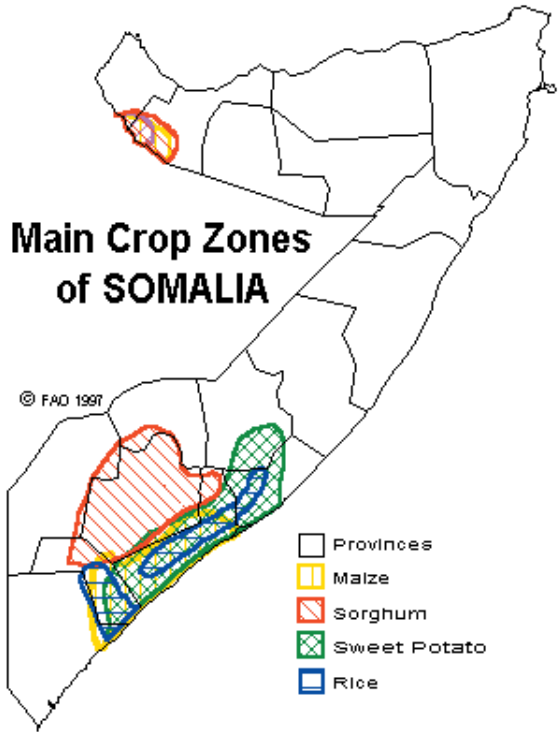 Main Crop Zones
of SOMALIA
© FAO 1997
Provinces
Maize
Sorghum
Sweet Potato
Rice